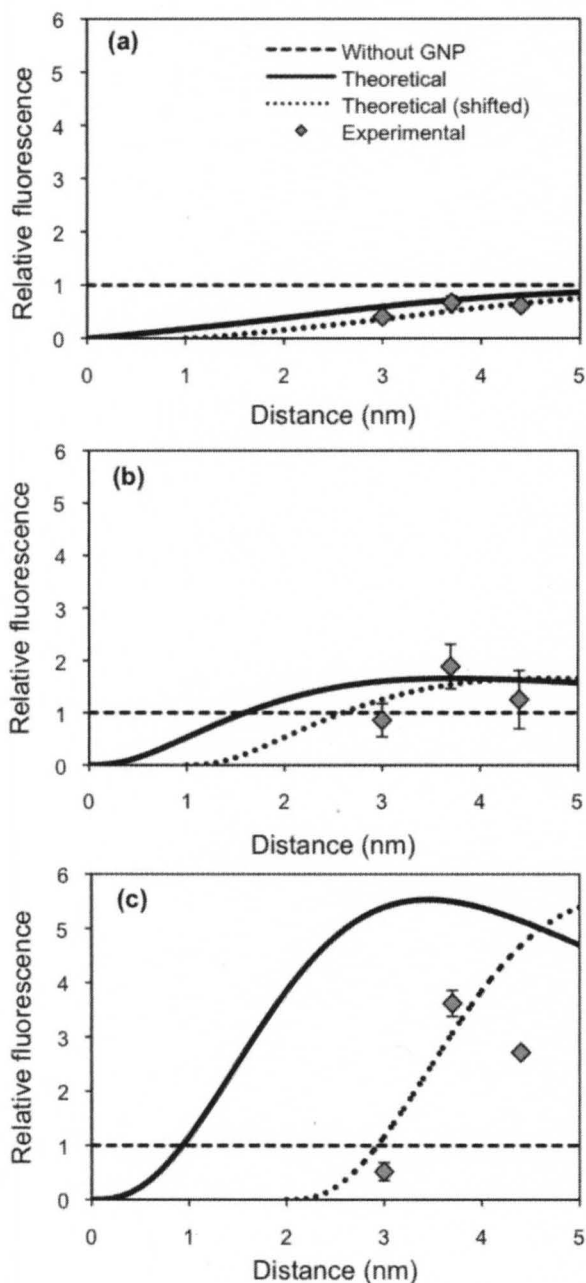 (a)
Without GNP
Theoretical
Theoretical (shifted)
Experimental
Relative fluorescence
6
5
4
3
2
1
0
0 1 2 3 4 5
Distance (nm)
(b)
Relative fluorescence
6
5
4
3
2
1
0
0 1 2 3 4 5
Distance (nm)
(c)
Relative fluorescence
6
5
4
3
2
1
0
0 1 2 3 4 5
Distance (nm)